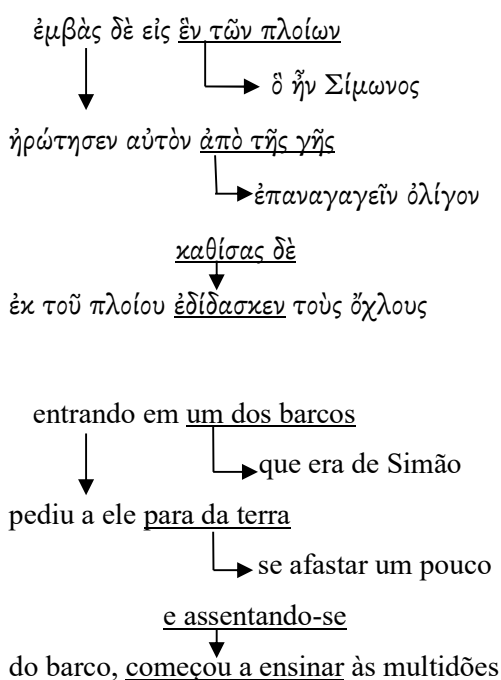 ἐμβὰς δὲ εἰς ἓν τῶν πλοίων
ὃ ἦν Σίμωνος
ἠρώτησεν αὐτὸν ἀπὸ τῆς γῆς
ἐπαναγαγεῖν ὀλίγον
καθίσας δὲ
ἐκ τοῦ πλοίου ἐδίδασκεν τοὺς ὄχλους
entrando em um dos barcos
que era de Simão
pediu a ele para da terra
se afastar um pouco
e assentando-se
do barco, começou a ensinar às multidões